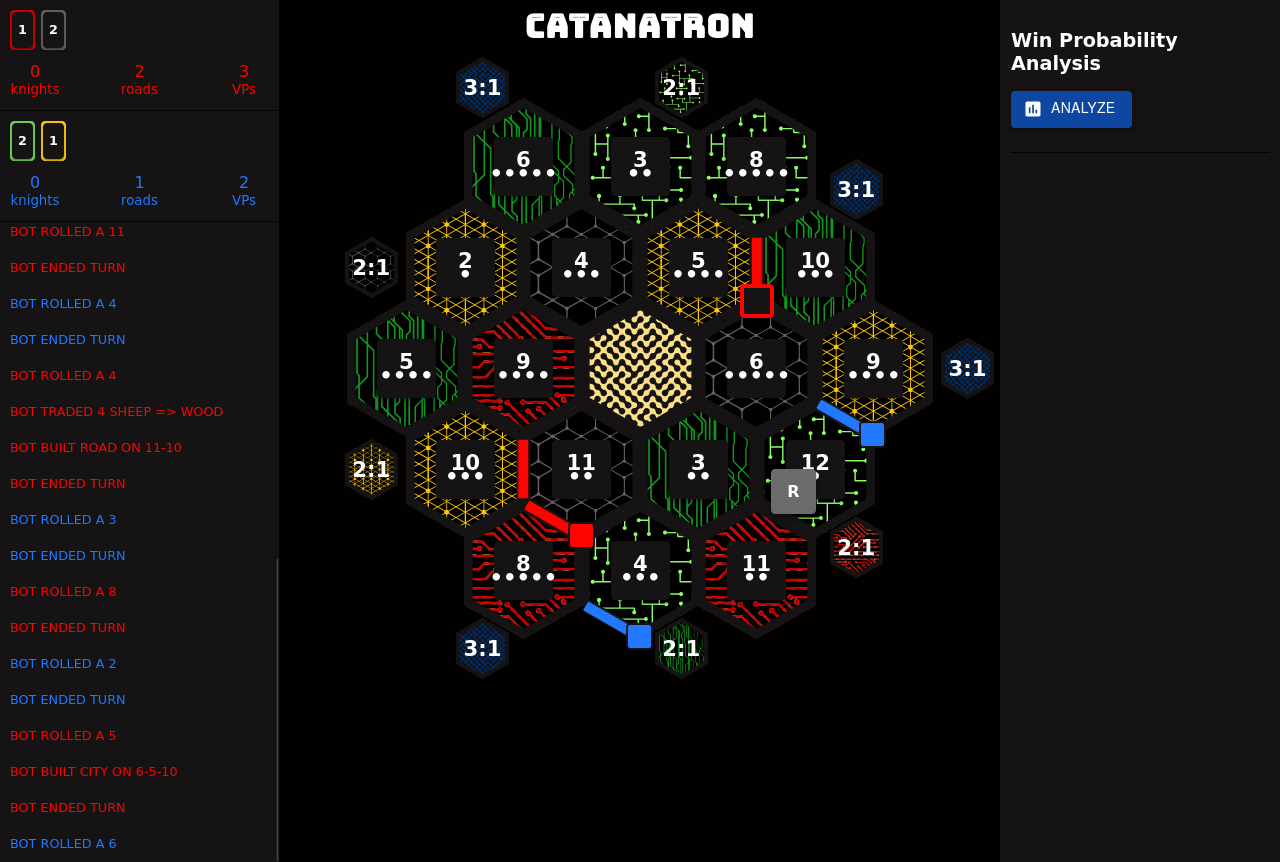 CATANATRON
1 2
0 2 3
knights roads VPs
2 1
0 1 2
knights roads VPs
BOT ROLLED A 11
BOT ENDED TURN
BOT ROLLED A 4
BOT ENDED TURN
BOT ROLLED A 4
BOT TRADED 4 SHEEP => WOOD
BOT BUILT ROAD ON 11-10
BOT ENDED TURN
BOT ROLLED A 3
BOT ENDED TURN
BOT ROLLED A 8
BOT ENDED TURN
BOT ROLLED A 2
BOT ENDED TURN
BOT ROLLED A 5
BOT BUILT CITY ON 6-5-10
BOT ENDED TURN
BOT ROLLED A 6
3:1 2:1
6 3 8
3:1
2:1 2 4 5 10
5 9 6 9 3:1
2:1 10 11 3 12
R
8 4 11 2:1
3:1 2:1
Win Probability
Analysis
ANALYZE